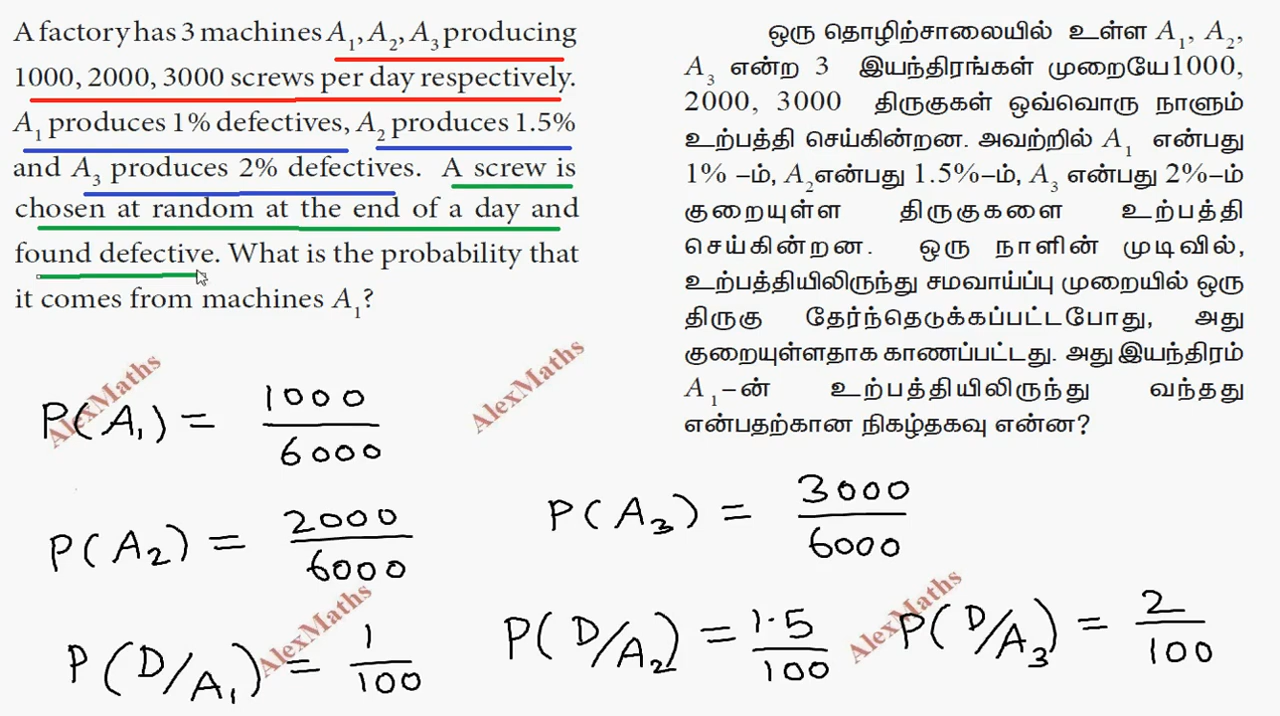 A factory has 3 machines A₁, A₂, A₃ producing
1000, 2000, 3000 screws per day respectively.
A₁ produces 1% defectives, A₂ produces 1.5%
and A₃ produces 2% defectives. A screw is
chosen at random at the end of a day and
found defective. What is the probability that
it comes from machines A₁?
ஒரு தொழிற்சாலையில் உள்ள A₁, A₂,
A₃ என்ற 3 இயந்திரங்கள் முறையே1000,
2000, 3000 திருகுகள் ஒவ்வொரு நாளும்
உற்பத்தி செய்கின்றன. அவற்றில் A₁ என்பது
1% –ம், A₂என்பது 1.5%–ம், A₃ என்பது 2%–ம்
குறையுள்ள திருகுகளை உற்பத்தி
செய்கின்றன. ஒரு நாளின் முடிவில்,
உற்பத்தியிலிருந்து சமவாய்ப்பு முறையில் ஒரு
திருகு தேர்ந்தெடுக்கப்பட்டபோது, அது
குறையுள்ளதாக காணப்பட்டது. அது இயந்திரம்
A₁–ன் உற்பத்தியிலிருந்து வந்தது
என்பதற்கான நிகழ்தகவு என்ன?
AlexMaths
AlexMaths
P(A₁) = 1000/6000
P(A₂) = 2000/6000
P(A₃) = 3000/6000
AlexMaths
AlexMaths
P(D/A₁) = 1/100
P(D/A₂) = 1.5/100
P(D/A₃) = 2/100